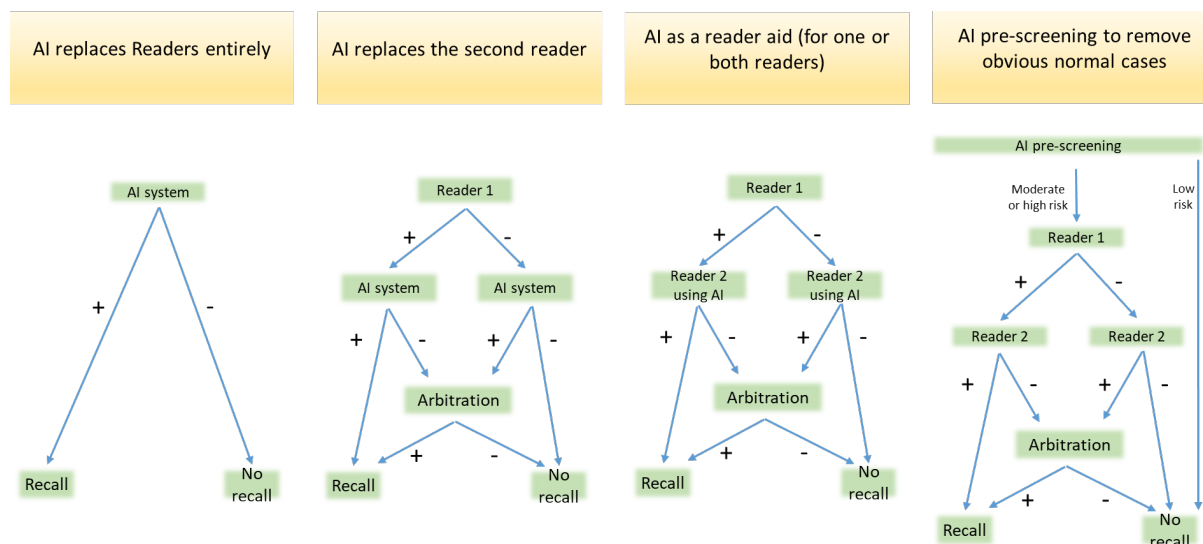 AI replaces Readers entirely
AI replaces the second reader
AI as a reader aid (for one or
both readers)
AI pre-screening to remove
obvious normal cases
AI system
+
-
Recall
No
recall
Reader 1
+
-
AI system
AI system
+
-
+
-
Arbitration
+
-
Recall
No
recall
Reader 1
+
-
Reader 2
using AI
Reader 2
using AI
+
-
+
-
Arbitration
+
-
Recall
No
recall
AI pre-screening
Moderate
or high risk
Low
risk
Reader 1
+
-
Reader 2
Reader 2
+
-
+
-
Arbitration
+
-
Recall
No
recall